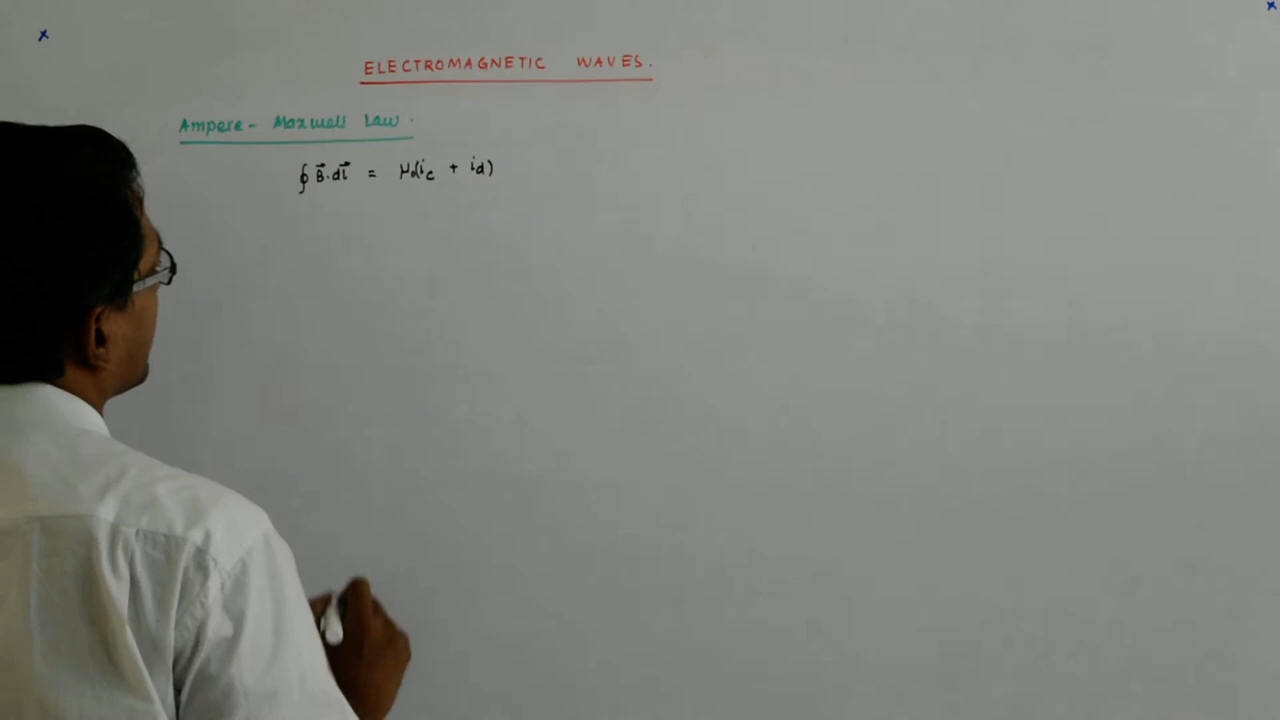 ELECTROMAGNETIC WAVES.
Ampere - Maxwell Law.
∮ B⃗.dl⃗ = μ₀(i_c + i_d)